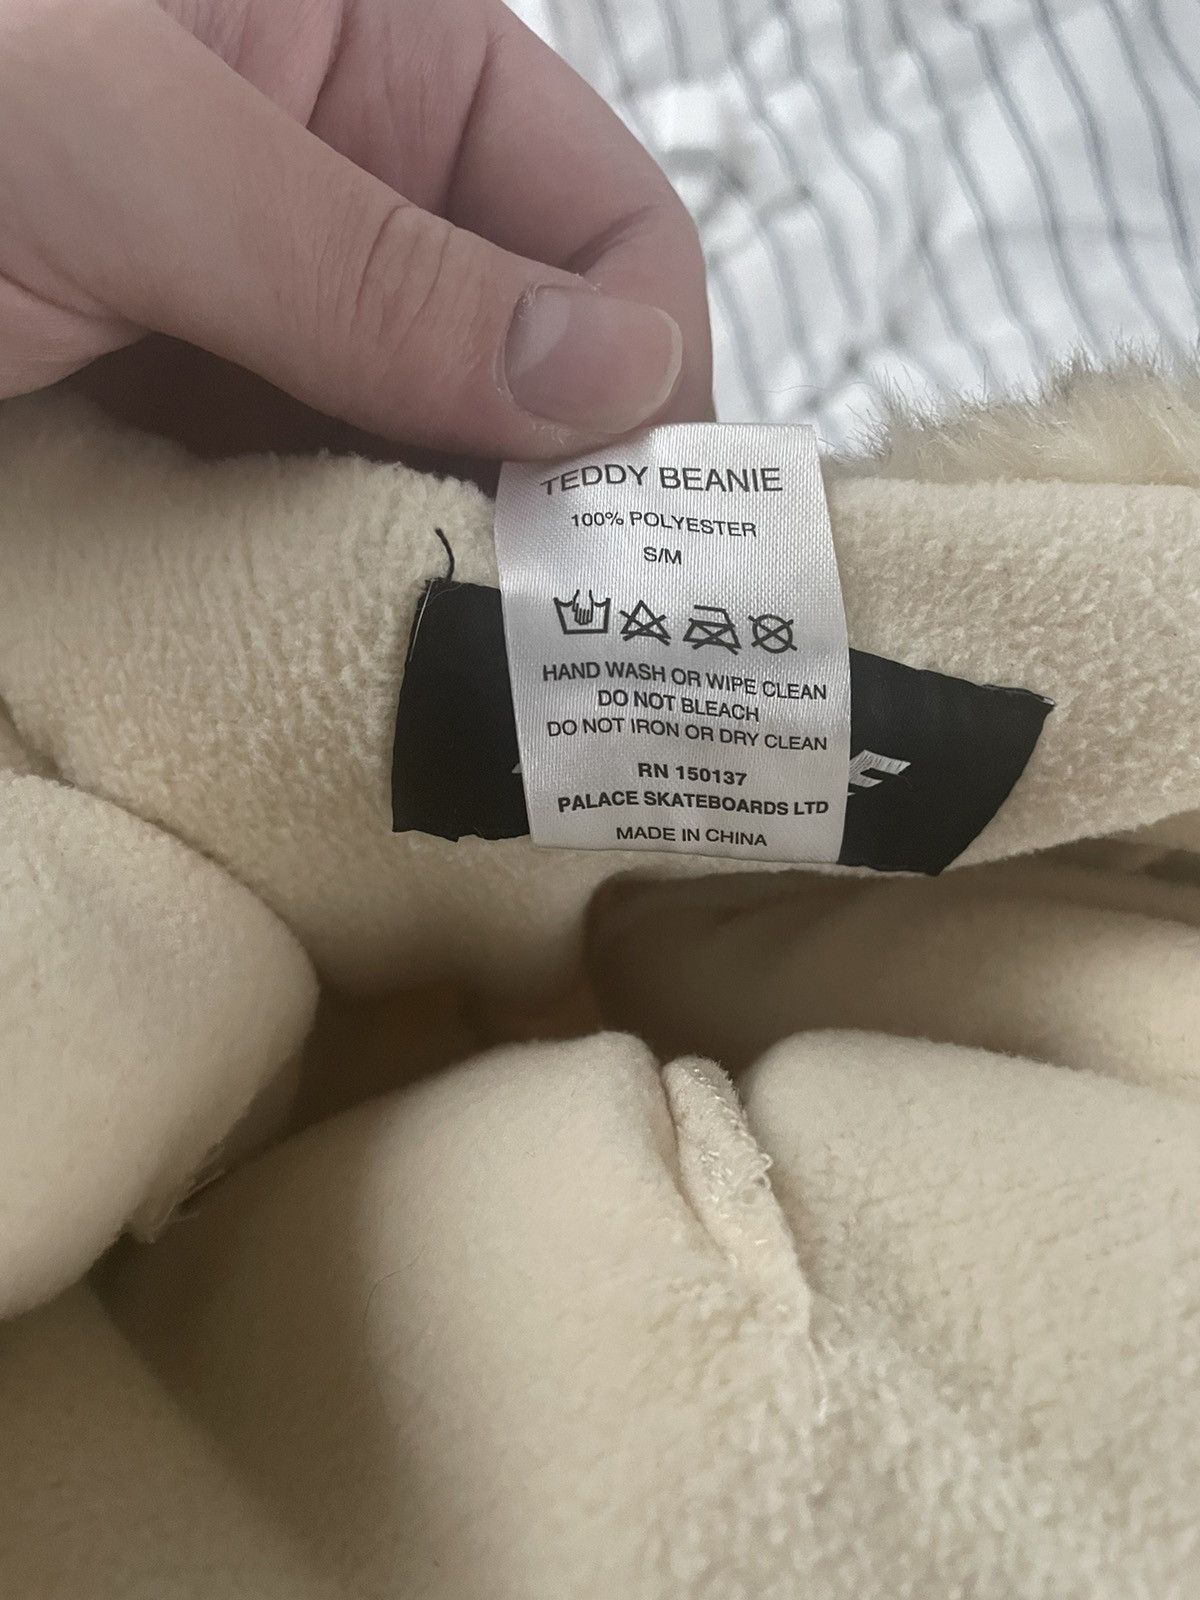 TEDDY BEANIE
100% POLYESTER
S/M
HAND WASH OR WIPE CLEAN
DO NOT BLEACH
DO NOT IRON OR DRY CLEAN
RN 150137
PALACE SKATEBOARDS LTD
MADE IN CHINA